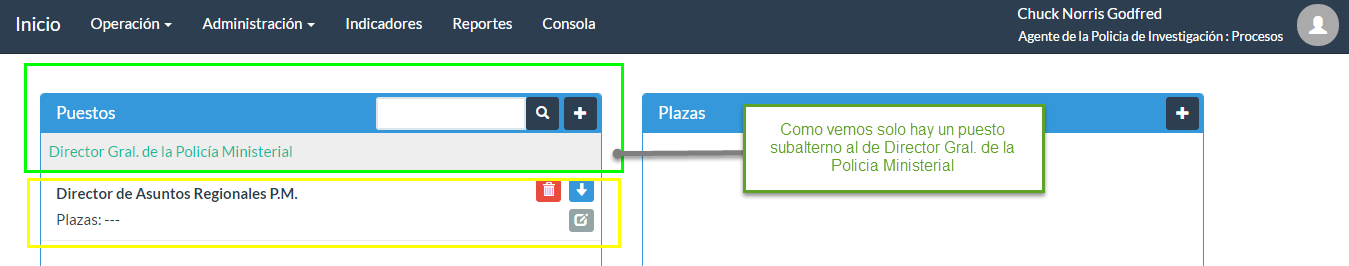 Inicio Operación Administración Indicadores Reportes Consola
Chuck Norris Godfred
Agente de la Policia de Investigación : Procesos
Puestos
Director Gral. de la Policía Ministerial
Director de Asuntos Regionales P.M.
Plazas: ---
Plazas
Como vemos solo hay un puesto
subalterno al de Director Gral. de la
Policia Ministerial